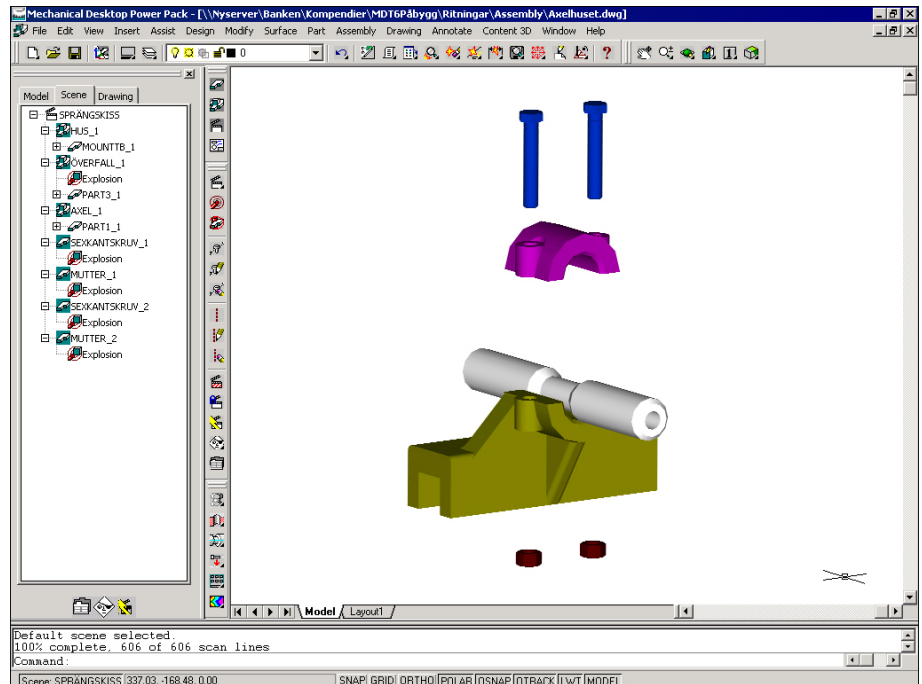 Mechanical Desktop Power Pack - [\\Nyserver\Banken\Kompendier\MDT6Påbygg\Ritningar\Assembly\Axelhuset.dwg]
File Edit View Insert Assist Design Modify Surface Part Assembly Drawing Annotate Content 3D Window Help
0
Model Scene Drawing
SPRÄNGSKISS
HUS_1
MOUNTTB_1
ÖVERFALL_1
Explosion
PART3_1
AXEL_1
PART1_1
SEXKANTSKRUV_1
Explosion
MUTTER_1
Explosion
SEXKANTSKRUV_2
Explosion
MUTTER_2
Explosion
Model Layout1
Default scene selected.
100% complete, 606 of 606 scan lines
Command:
Scene: SPRÄNGSKISS 337.03, -168.48, 0.00 SNAP GRID ORTHO POLAR OSNAP OTRACK LWT MODEL